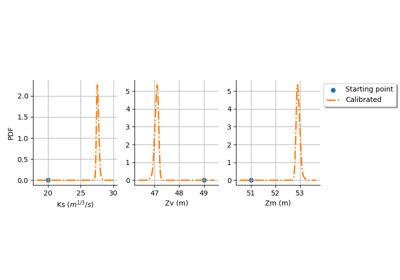 PDF
2.0
1.5
1.0
0.5
0.0
20 25 30
Ks (m^{1/3}/s)
5
4
3
2
1
0
47 48 49
Zv (m)
5
4
3
2
1
0
51 52 53
Zm (m)
Starting point
Calibrated